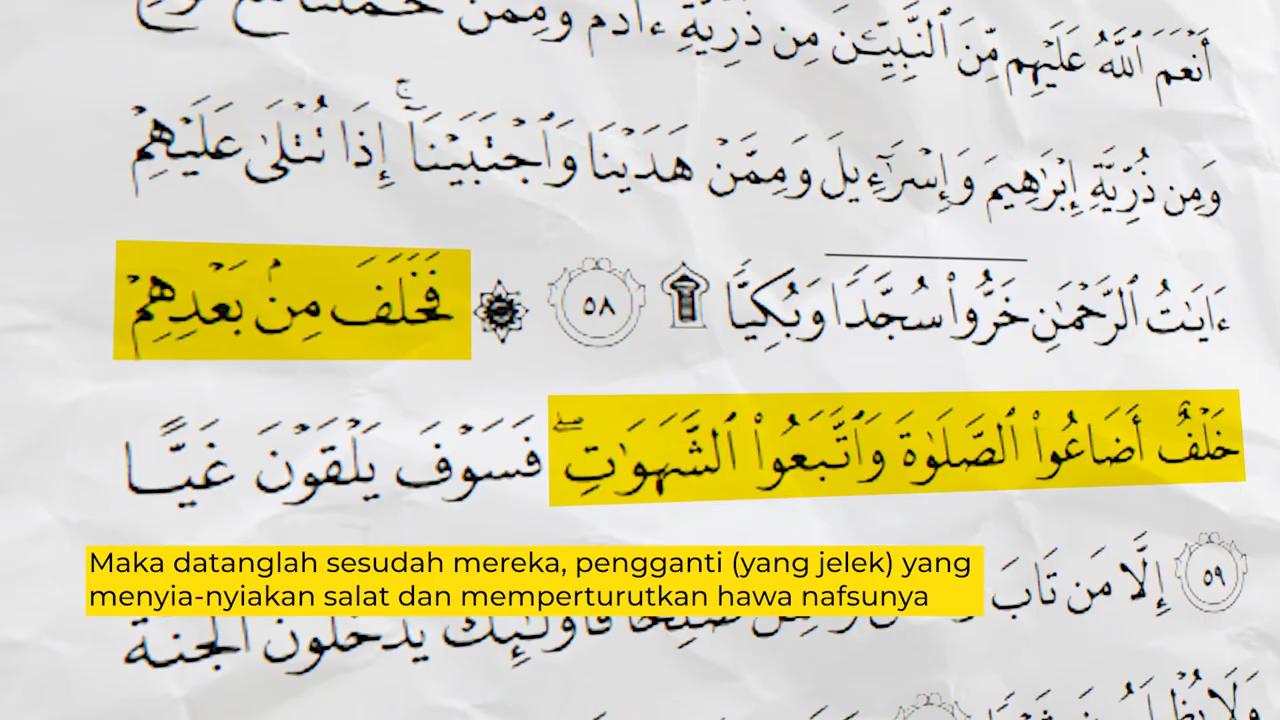 أَنْعَمَ ٱللَّهُ عَلَيْهِم مِّنَ ٱلنَّبِيِّـۧنَ مِن ذُرِّيَّةِ ءَادَمَ وَمِمَّنْ حَمَلْنَا مَعَ نُوحٍ
وَمِن ذُرِّيَّةِ إِبْرَٰهِيمَ وَإِسْرَٰٓءِيلَ وَمِمَّنْ هَدَيْنَا وَٱجْتَبَيْنَآ ۚ إِذَا تُتْلَىٰ عَلَيْهِمْ
ءَايَـٰتُ ٱلرَّحْمَـٰنِ خَرُّوا۟ سُجَّدًا وَبُكِيًّا ۩ ٥٨ ۞ فَخَلَفَ مِنۢ بَعْدِهِمْ
خَلْفٌ أَضَاعُوا۟ ٱلصَّلَوٰةَ وَٱتَّبَعُوا۟ ٱلشَّهَوَٰتِ ۖ فَسَوْفَ يَلْقَوْنَ غَيًّا
٥٩ إِلَّا مَن تَابَ
Maka datanglah sesudah mereka, pengganti (yang jelek) yang
menyia-nyiakan salat dan memperturutkan hawa nafsunya
فَأُو۟لَـٰٓئِكَ يَدْخُلُونَ ٱلْجَنَّةَ